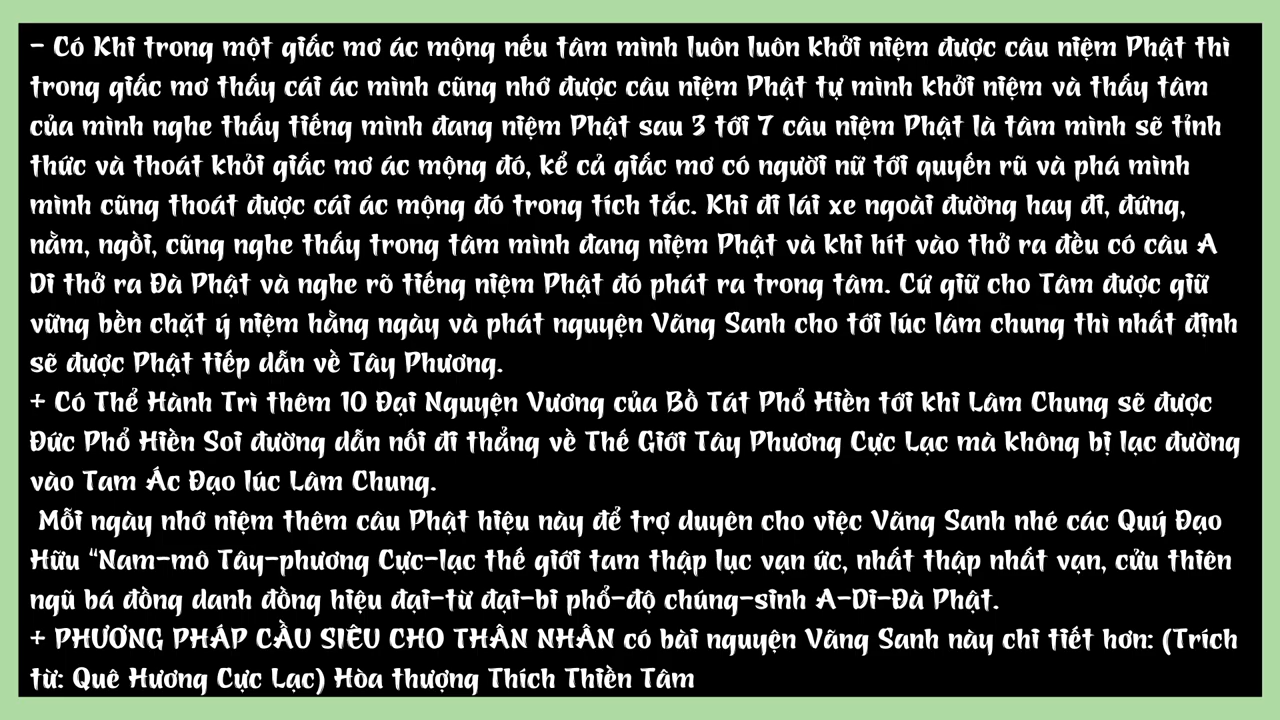 - Có Khi trong một giấc mơ ác mộng nếu tâm mình luôn luôn khởi niệm được câu niệm Phật thì
trong giấc mơ thấy cái ác mình cũng nhớ được câu niệm Phật tự mình khởi niệm và thấy tâm
của mình nghe thấy tiếng mình đang niệm Phật sau 3 tới 7 câu niệm Phật là tâm mình sẽ tỉnh
thức và thoát khỏi giấc mơ ác mộng đó, kể cả giấc mơ có người nữ tới quyến rũ và phá mình
mình cũng thoát được cái ác mộng đó trong tích tắc. Khi đi lái xe ngoài đường hay đi, đứng,
nằm, ngồi, cũng nghe thấy trong tâm mình đang niệm Phật và khi hít vào thở ra đều có câu A
Di thở ra Đà Phật và nghe rõ tiếng niệm Phật đó phát ra trong tâm. Cứ giữ cho Tâm được giữ
vững bền chặt ý niệm hằng ngày và phát nguyện Vãng Sanh cho tới lúc lâm chung thì nhất định
sẽ được Phật tiếp dẫn về Tây Phương.
+ Có Thể Hành Trì thêm 10 Đại Nguyện Vương của Bồ Tát Phổ Hiền tới khi Lâm Chung sẽ được
Đức Phổ Hiền Soi đường dẫn nối đi thẳng về Thế Giới Tây Phương Cực Lạc mà không bị lạc đường
vào Tam Ác Đạo lúc Lâm Chung.
Mỗi ngày nhớ niệm thêm câu Phật hiệu này để trợ duyên cho việc Vãng Sanh nhé các Quý Đạo
Hữu “Nam-mô Tây-phương Cực-lạc thế giới tam thập lục vạn ức, nhất thập nhất vạn, cửu thiên
ngũ bá đồng danh đồng hiệu đại-từ đại-bi phổ-độ chúng-sinh A-Di-Đà Phật.
+ PHƯƠNG PHÁP CẦU SIÊU CHO THÂN NHÂN có bài nguyện Vãng Sanh này chi tiết hơn: (Trích
từ: Quê Hương Cực Lạc) Hòa thượng Thích Thiền Tâm